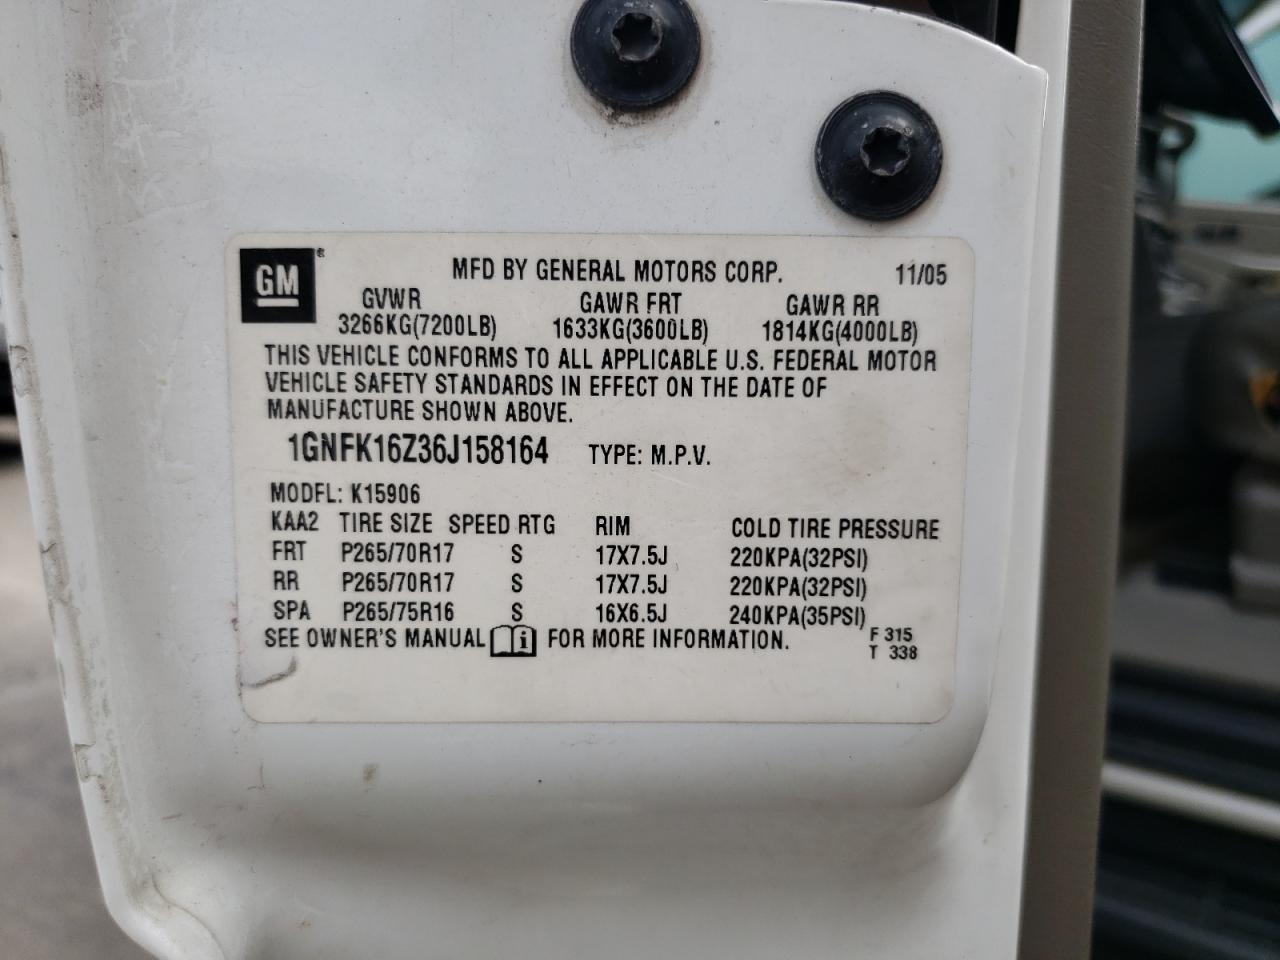 GM ®
MFD BY GENERAL MOTORS CORP. 11/05
GVWR GAWR FRT GAWR RR
3266KG(7200LB) 1633KG(3600LB) 1814KG(4000LB)
THIS VEHICLE CONFORMS TO ALL APPLICABLE U.S. FEDERAL MOTOR
VEHICLE SAFETY STANDARDS IN EFFECT ON THE DATE OF
MANUFACTURE SHOWN ABOVE.
1GNFK16Z36J158164 TYPE: M.P.V.
MODFL: K15906
KAA2 TIRE SIZE SPEED RTG RIM COLD TIRE PRESSURE
FRT P265/70R17 S 17X7.5J 220KPA(32PSI)
RR P265/70R17 S 17X7.5J 220KPA(32PSI)
SPA P265/75R16 S 16X6.5J 240KPA(35PSI)
SEE OWNER'S MANUAL i FOR MORE INFORMATION. F 315
T 338